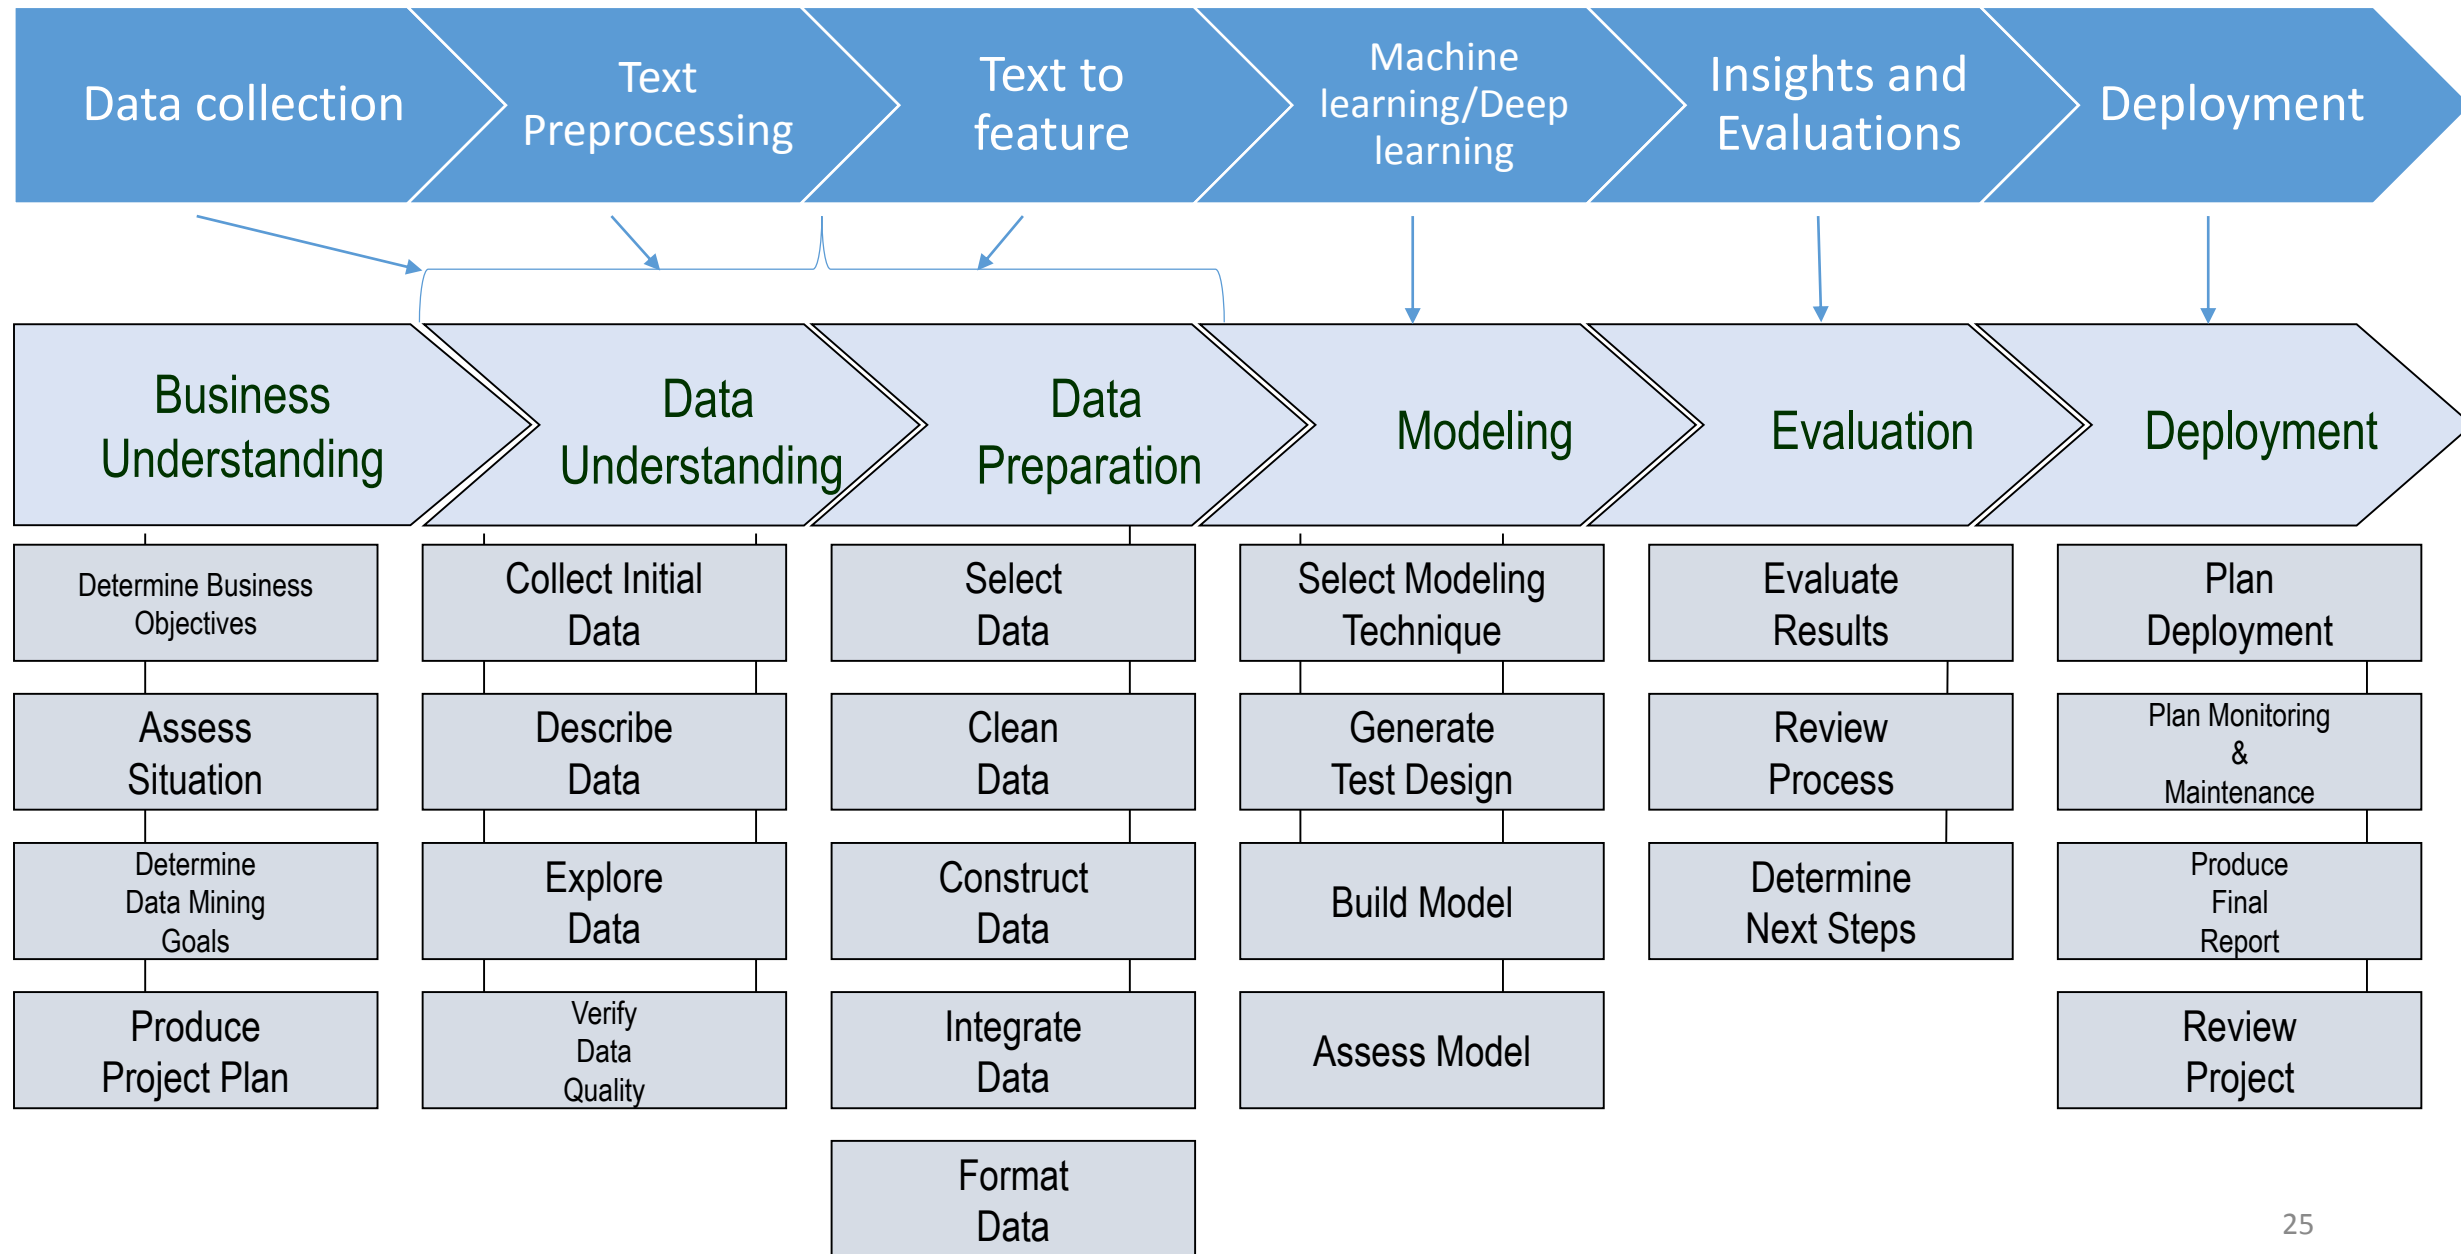 Data collection
Text
Preprocessing
Text to
feature
Machine
learning/Deep
learning
Insights and
Evaluations
Deployment
Business
Understanding
Data
Understanding
Data
Preparation
Modeling
Evaluation
Deployment
Determine Business
Objectives
Assess
Situation
Determine
Data Mining
Goals
Produce
Project Plan
Collect Initial
Data
Describe
Data
Explore
Data
Verify
Data
Quality
Select
Data
Clean
Data
Construct
Data
Integrate
Data
Format
Data
Select Modeling
Technique
Generate
Test Design
Build Model
Assess Model
Evaluate
Results
Review
Process
Determine
Next Steps
Plan
Deployment
Plan Monitoring
&
Maintenance
Produce
Final
Report
Review
Project
25